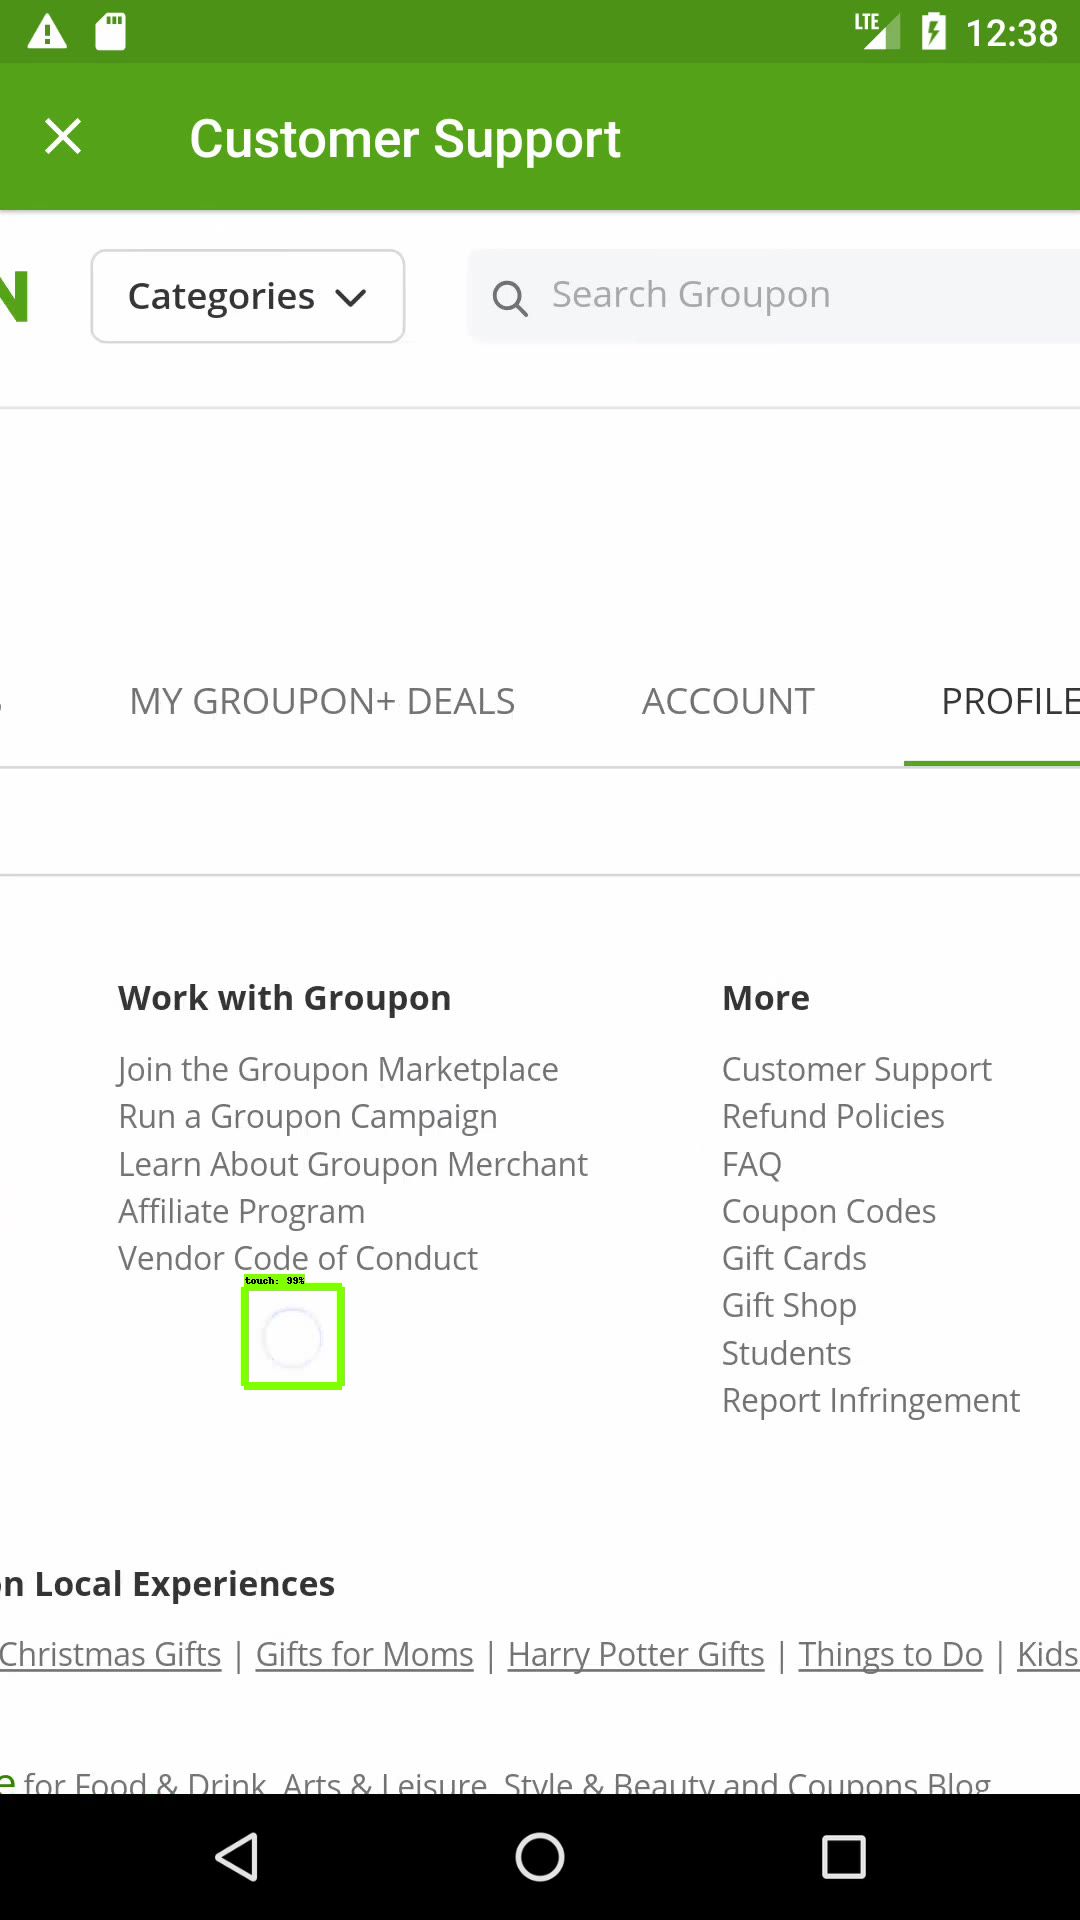 LTE 12:38
Customer Support
N Categories Search Groupon
MY GROUPON+ DEALS ACCOUNT PROFILE
Work with Groupon
Join the Groupon Marketplace
Run a Groupon Campaign
Learn About Groupon Merchant
Affiliate Program
Vendor Code of Conduct
touch: 99%
More
Customer Support
Refund Policies
FAQ
Coupon Codes
Gift Cards
Gift Shop
Students
Report Infringement
on Local Experiences
Christmas Gifts | Gifts for Moms | Harry Potter Gifts | Things to Do | Kids
e for Food & Drink, Arts & Leisure, Style & Beauty and Coupons Blog